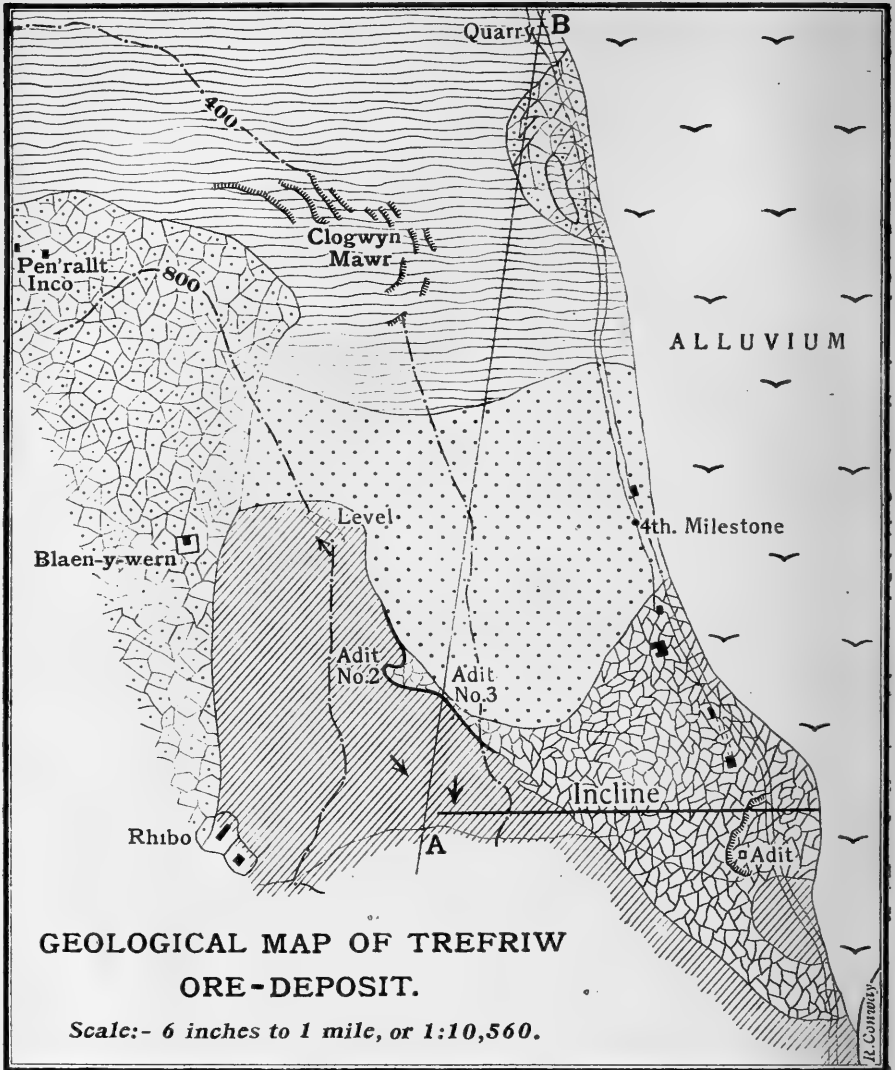 Quarry
B
400
Clogwyn
Mawr
Pen'rallt
Inco
800
ALLUVIUM
Level
4th. Milestone
Blaen-y-wern
Adit
No.2
Adit
No.3
Incline
Rhibo
A
Adit
GEOLOGICAL MAP OF TREFRIW
ORE-DEPOSIT.
Scale:- 6 inches to 1 mile, or 1:10,560.
R.Conway